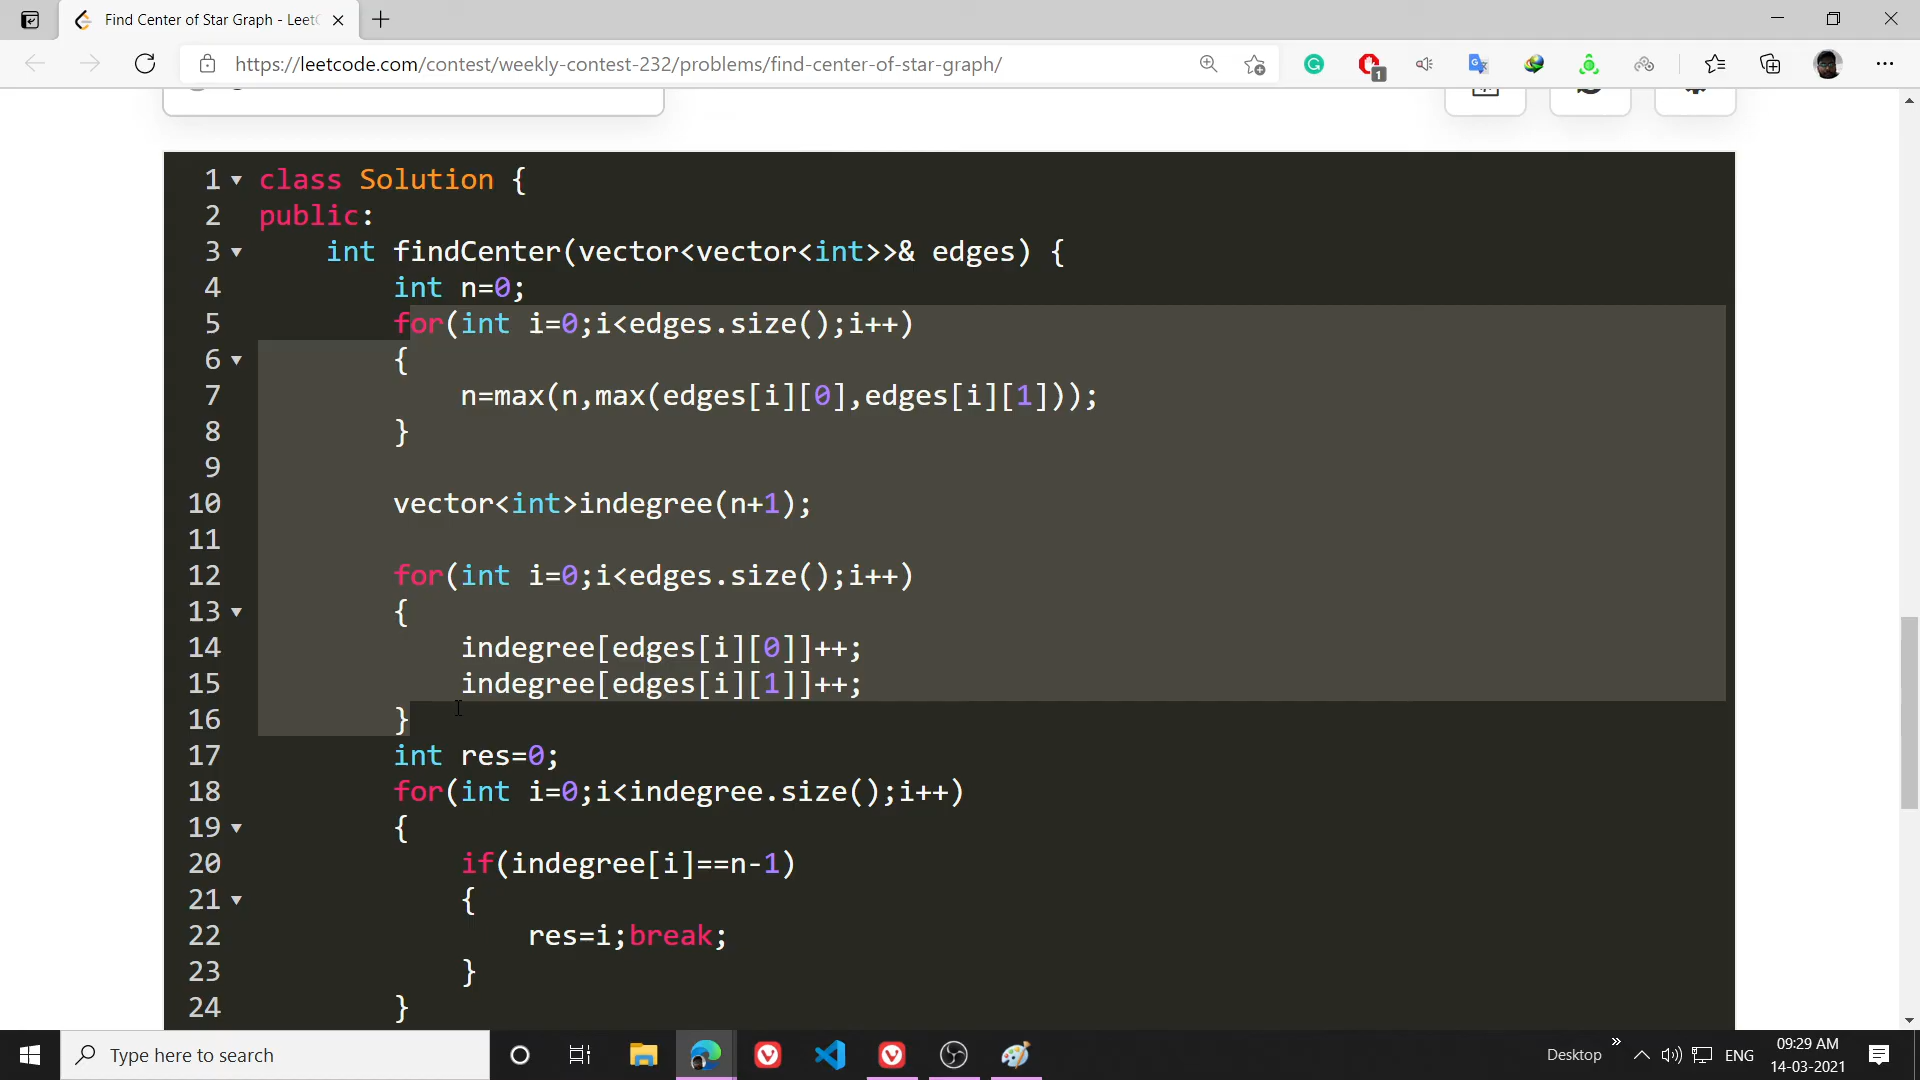 Find Center of Star Graph - Leet
https://leetcode.com/contest/weekly-contest-232/problems/find-center-of-star-graph/
1
1 class Solution {
2 public:
3 int findCenter(vector<vector<int>>& edges) {
4 int n=0;
5 for(int i=0;i<edges.size();i++)
6 {
7 n=max(n,max(edges[i][0],edges[i][1]));
8 }
9
10 vector<int>indegree(n+1);
11
12 for(int i=0;i<edges.size();i++)
13 {
14 indegree[edges[i][0]]++;
15 indegree[edges[i][1]]++;
16 }
17 int res=0;
18 for(int i=0;i<indegree.size();i++)
19 {
20 if(indegree[i]==n-1)
21 {
22 res=i;break;
23 }
24 }
Type here to search
Desktop
ENG
09:29 AM
14-03-2021